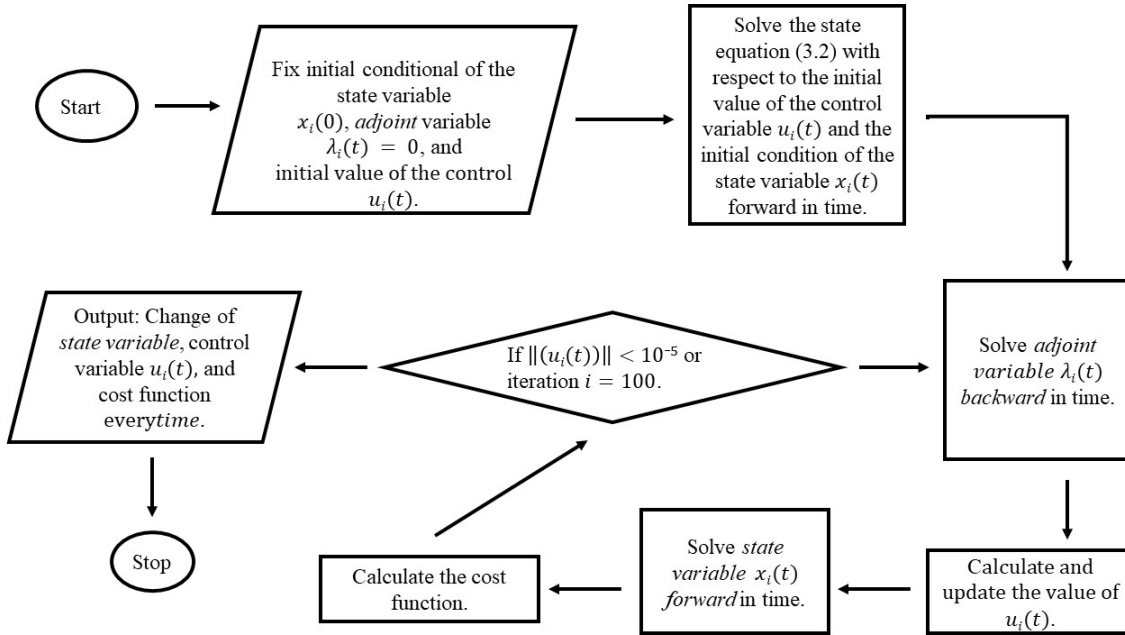 Start
Fix initial conditional of the
state variable
x_i(0), adjoint variable
λ_i(t) = 0, and
initial value of the control
u_i(t).
Solve the state
equation (3.2) with
respect to the initial
value of the control
variable u_i(t) and the
initial condition of the
state variable x_i(t)
forward in time.
Solve adjoint
variable λ_i(t)
backward in time.
Calculate and
update the value of
u_i(t).
Solve state
variable x_i(t)
forward in time.
Calculate the cost
function.
If ‖(u_i(t))‖ < 10⁻⁵ or
iteration i = 100.
Output: Change of
state variable, control
variable u_i(t), and
cost function
everytime.
Stop